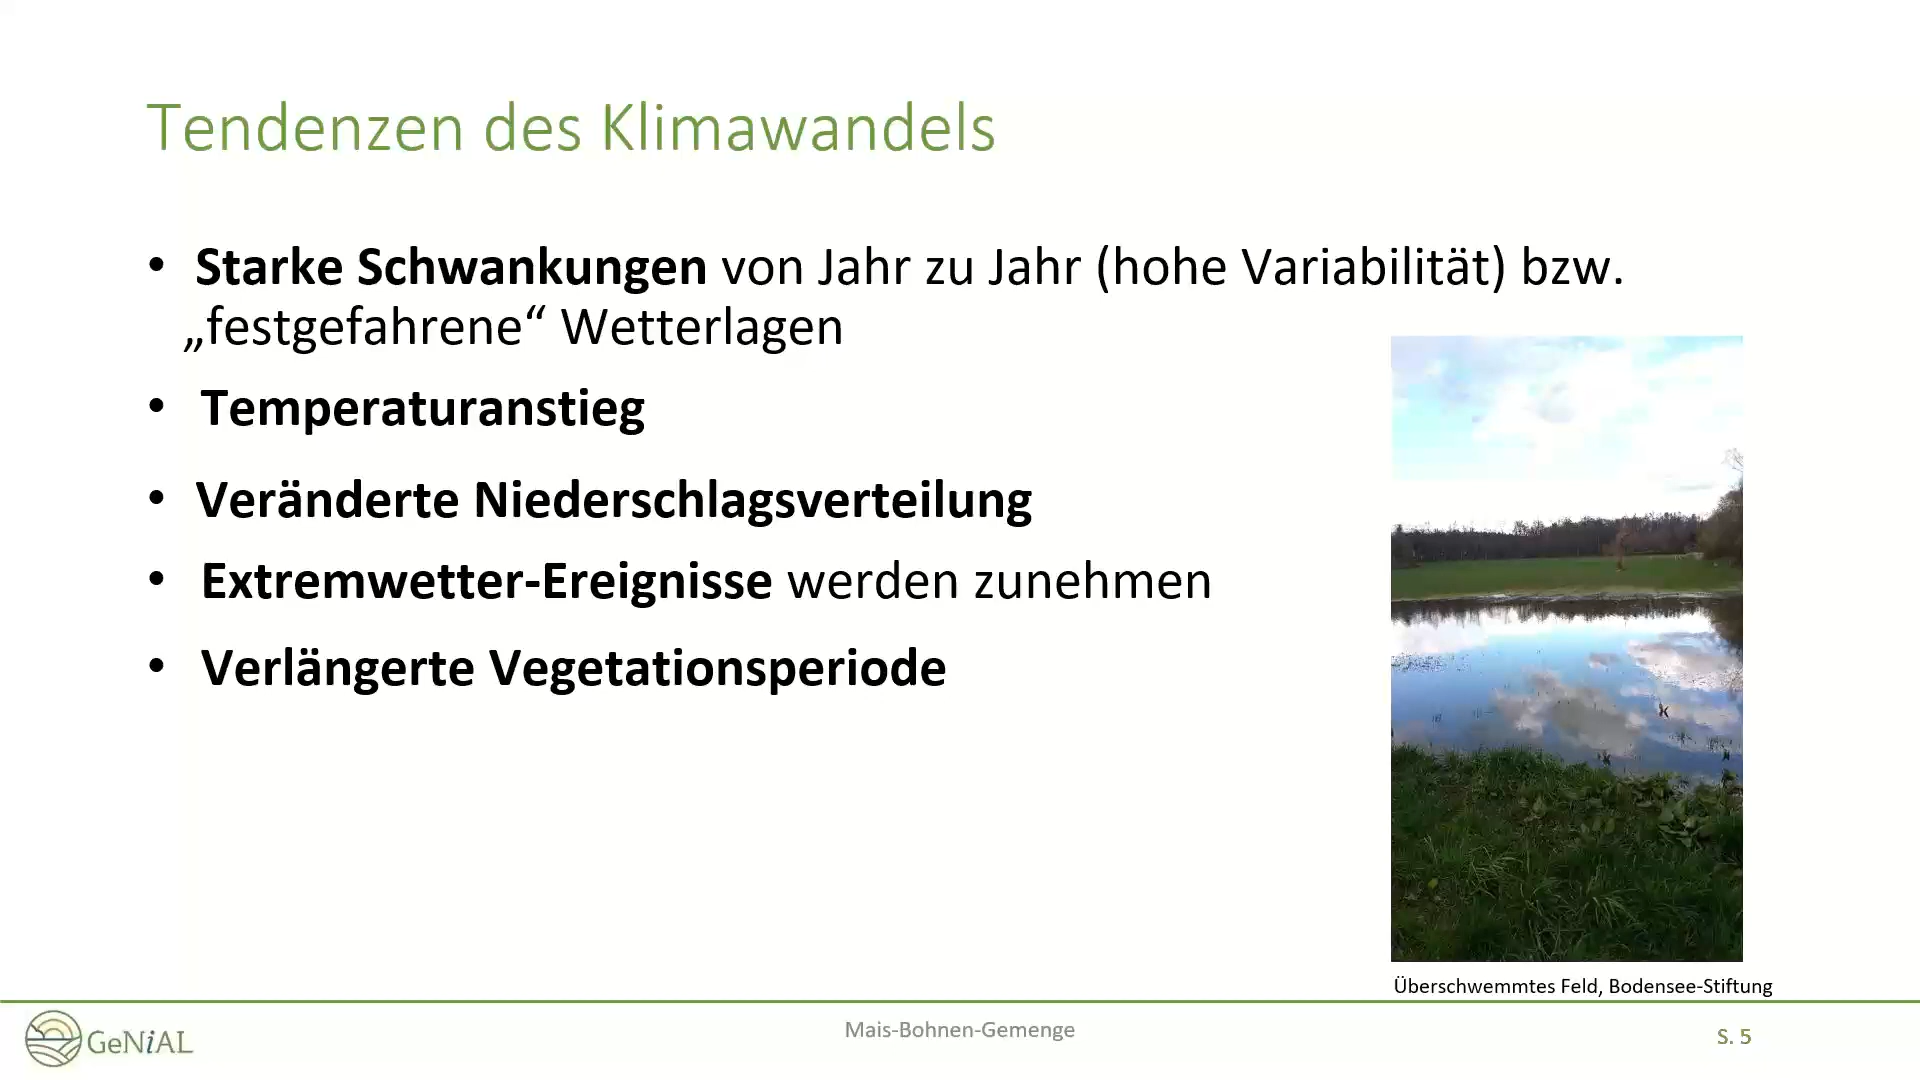 Tendenzen des Klimawandels
• Starke Schwankungen von Jahr zu Jahr (hohe Variabilität) bzw.
„festgefahrene“ Wetterlagen
• Temperaturanstieg
• Veränderte Niederschlagsverteilung
• Extremwetter-Ereignisse werden zunehmen
• Verlängerte Vegetationsperiode
Überschwemmtes Feld, Bodensee-Stiftung
GeNiAL
Mais-Bohnen-Gemenge
S. 5